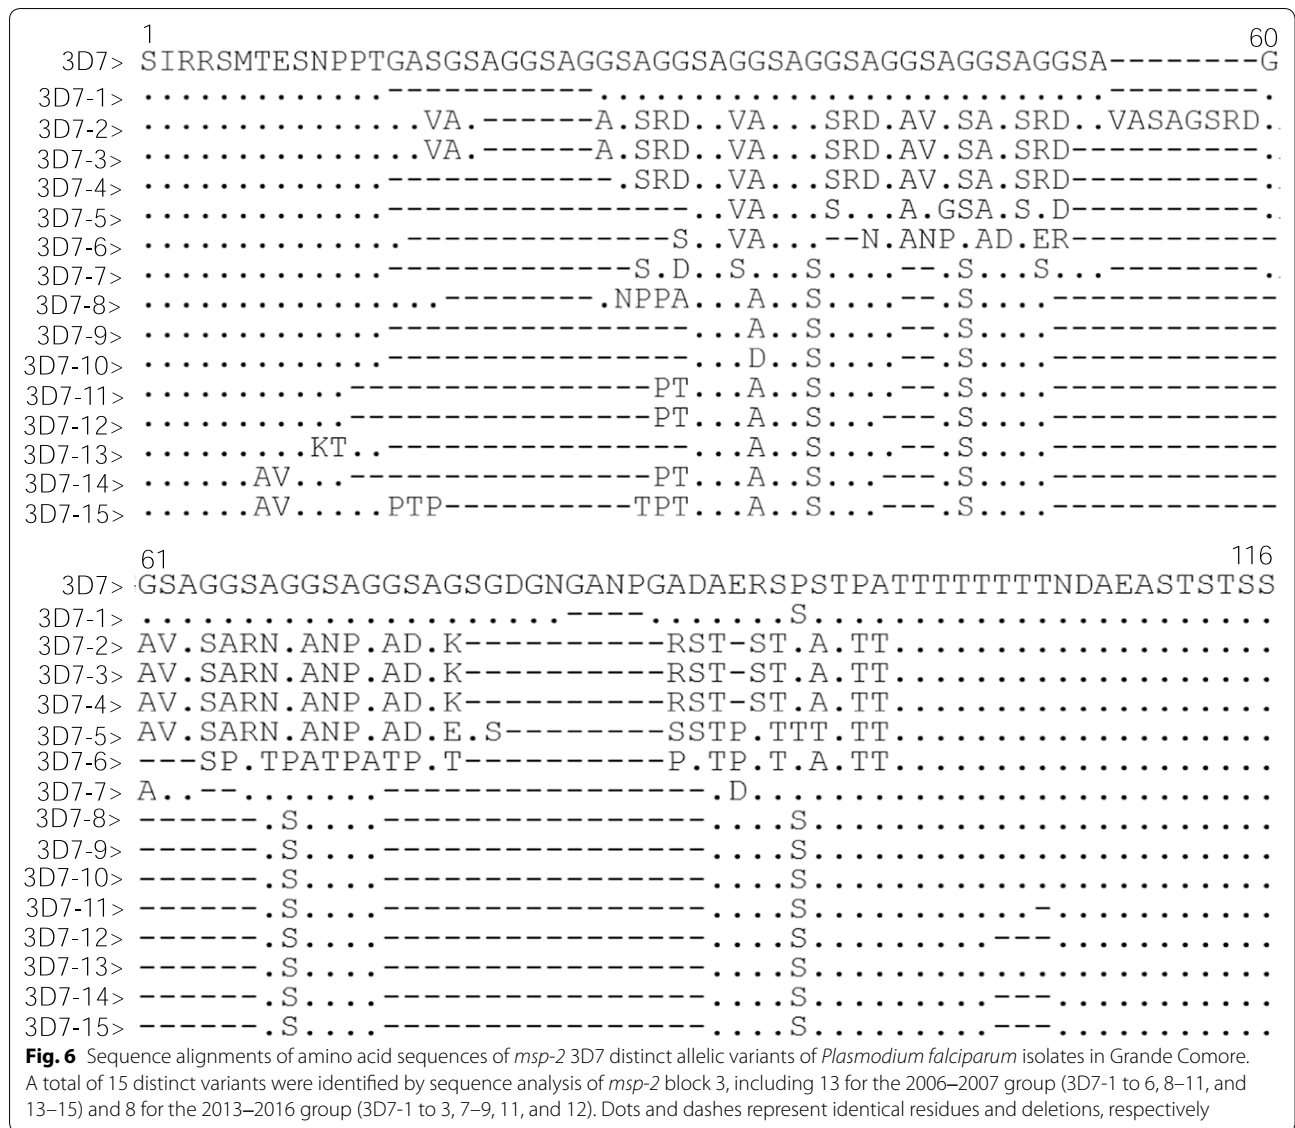 1 60
3D7> SIRRSMTESNPPTGASGSAGGSAGGSAGGSAGGSAGGSAGGSAGGSAGGSA--------G
3D7-1> .............-----------...........................--------.
3D7-2> ...............VA.------A.SRD..VA...SRD.AV.SA.SRD..VASAGSRD.
3D7-3> ...............VA.------A.SRD..VA...SRD.AV.SA.SRD----------.
3D7-4> .............------------.SRD..VA...SRD.AV.SA.SRD----------.
3D7-5> .............----------------..VA...S...A.GSA.S.D----------.
3D7-6> ..............--------------S..VA...--N.ANP.AD.ER-----------
3D7-7> .............-------------S.D..S...S....--.S...S...--------.
3D7-8> ................--------.NPPA...A..S....--.S....------------
3D7-9> .............----------------...A..S....--.S....------------
3D7-10> .............----------------...D..S....--.S....------------
3D7-11> ...........----------------PT...A..S....--.S....------------
3D7-12> ...........----------------PT...A..S...---.S....------------
3D7-13> .........KT..----------------...A..S....--.S....------------
3D7-14> ......AV...----------------PT...A..S...---.S....------------
3D7-15> ......AV.....PTP----------TPT...A..S...---.S....------------
61 116
3D7> GSAGGSAGGSAGGSAGSGDGNGANPGADAERSPSTPATTTTTTTTNDAEASTSTSS
3D7-1> .....................----.......S.......................
3D7-2> AV.SARN.ANP.AD.K----------RST-ST.A.TT...................
3D7-3> AV.SARN.ANP.AD.K----------RST-ST.A.TT...................
3D7-4> AV.SARN.ANP.AD.K----------RST-ST.A.TT...................
3D7-5> AV.SARN.ANP.AD.E.S--------SSTP.TTT.TT...................
3D7-6> ---SP.TPATPATP.T----------P.TP.T.A.TT...................
3D7-7> A..--.......----------------.D..........................
3D7-8> ------.S....----------------....S.......................
3D7-9> ------.S....----------------....S.......................
3D7-10> ------.S....----------------....S.......................
3D7-11> ------.S....----------------....S...........-...........
3D7-12> ------.S....----------------....S.........---...........
3D7-13> ------.S....----------------....S.......................
3D7-14> ------.S....----------------....S.........---...........
3D7-15> ------.S....----------------....S.........---...........
Fig. 6 Sequence alignments of amino acid sequences of msp-2 3D7 distinct allelic variants of Plasmodium falciparum isolates in Grande Comore.
A total of 15 distinct variants were identified by sequence analysis of msp-2 block 3, including 13 for the 2006–2007 group (3D7-1 to 6, 8–11, and
13–15) and 8 for the 2013–2016 group (3D7-1 to 3, 7–9, 11, and 12). Dots and dashes represent identical residues and deletions, respectively